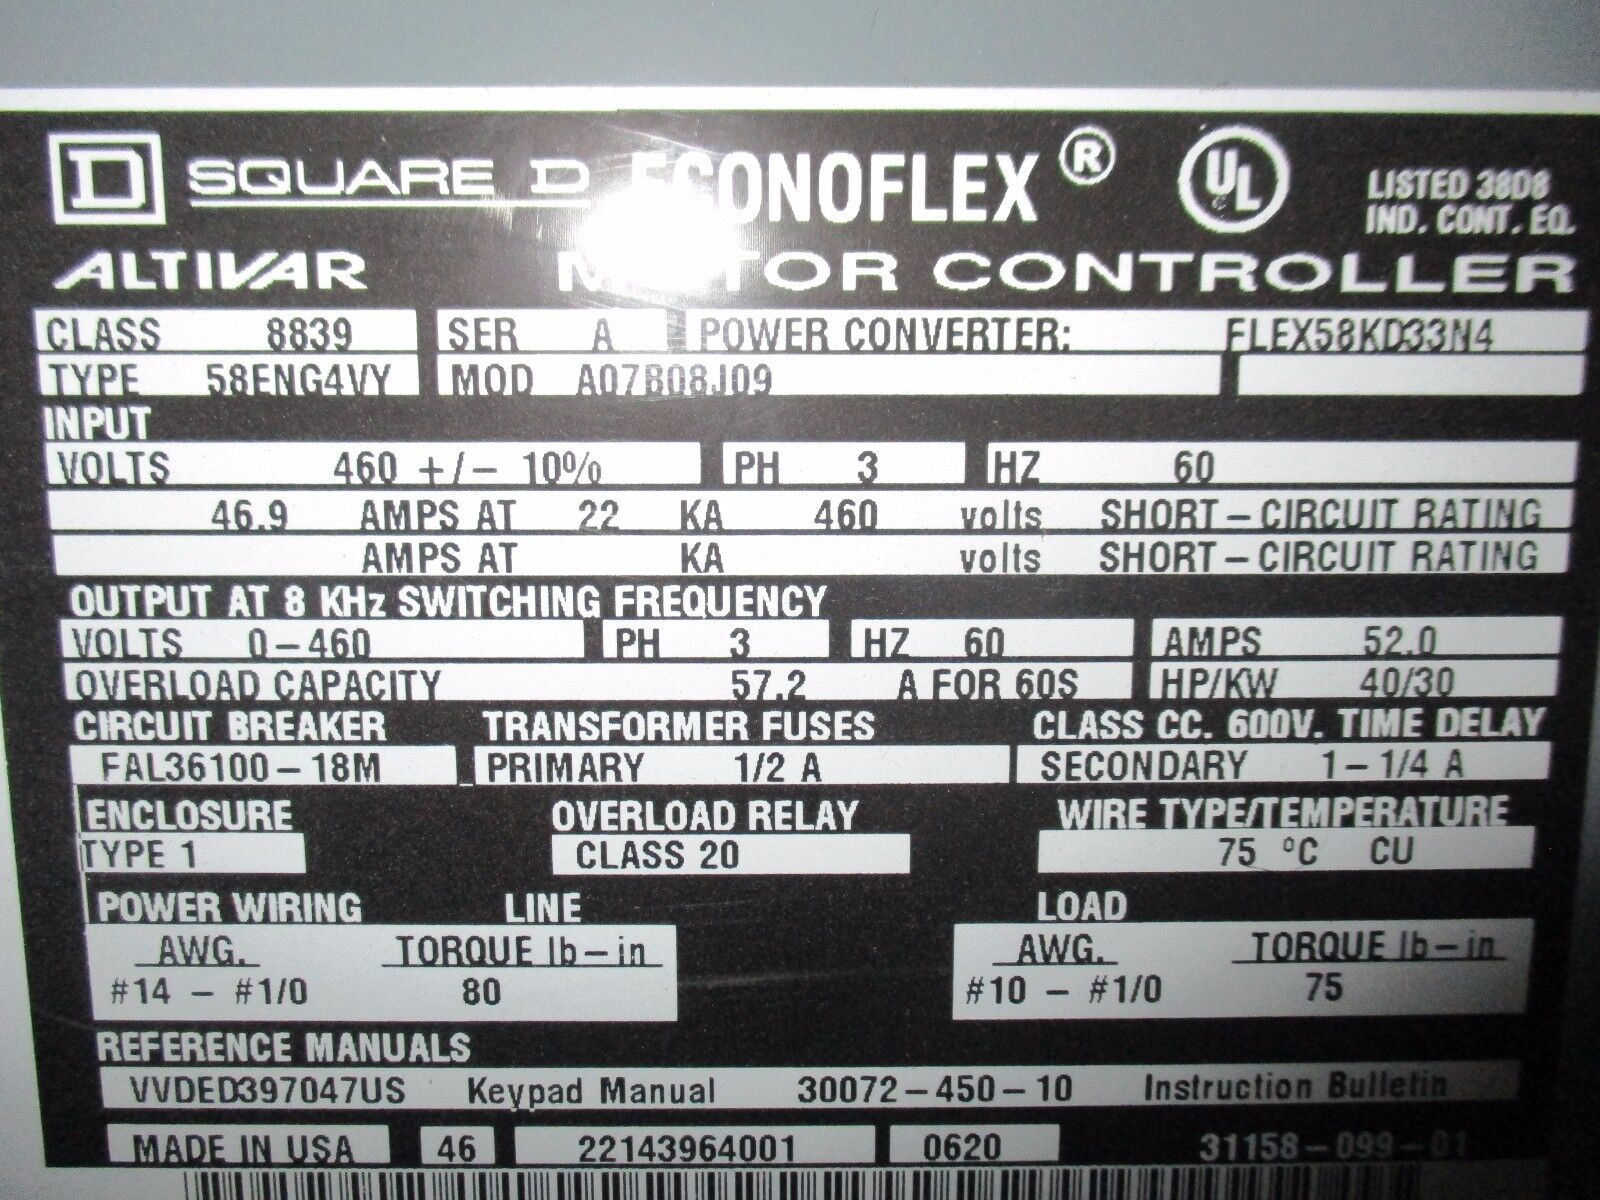 D SQUARE D ECONOFLEX ® UL LISTED 38D8
IND. CONT. EQ.
ALTIVAR MOTOR CONTROLLER
CLASS 8839 SER A POWER CONVERTER: FLEX58KD33N4
TYPE 58ENG4VY MOD A07B08J09
INPUT
VOLTS 460 +/- 10% PH 3 HZ 60
46.9 AMPS AT 22 KA 460 volts SHORT-CIRCUIT RATING
AMPS AT KA volts SHORT-CIRCUIT RATING
OUTPUT AT 8 KHz SWITCHING FREQUENCY
VOLTS 0-460 PH 3 HZ 60 AMPS 52.0
OVERLOAD CAPACITY 57.2 A FOR 60S HP/KW 40/30
CIRCUIT BREAKER TRANSFORMER FUSES CLASS CC. 600V. TIME DELAY
FAL36100-18M PRIMARY 1/2 A SECONDARY 1-1/4 A
ENCLOSURE OVERLOAD RELAY WIRE TYPE/TEMPERATURE
TYPE 1 CLASS 20 75 °C CU
POWER WIRING LINE LOAD
AWG. TORQUE lb-in AWG. TORQUE lb-in
#14 - #1/0 80 #10 - #1/0 75
REFERENCE MANUALS
VVDED397047US Keypad Manual 30072-450-10 Instruction Bulletin
MADE IN USA 46 22143964001 0620 31158-099-01